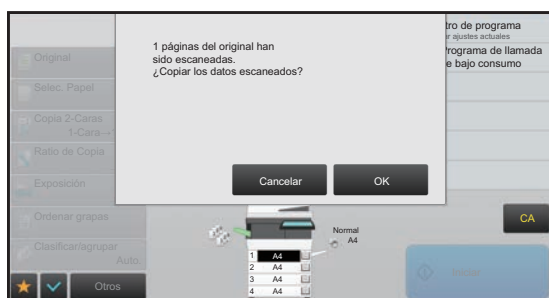 1 páginas del original han
sido escaneadas.
¿Copiar los datos escaneados?
Cancelar
OK
tro de programa
r ajustes actuales
Programa de llamada
e bajo consumo
Original
Selec. Papel
Copia 2-Caras
1-Cara→
Ratio de Copia
Exposición
Ordenar grapas
Clasificar/agrupar
Auto.
Otros
Normal
A4
1 A4
2 A4
3 A4
4 A4
CA
Iniciar